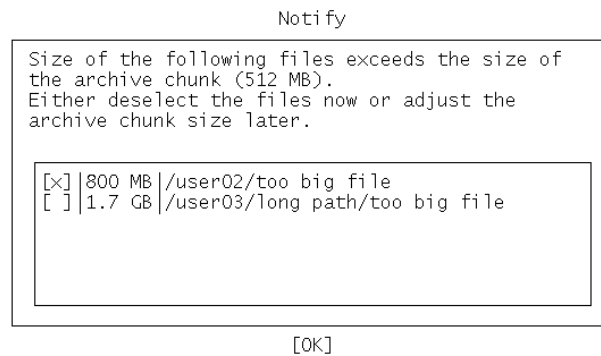 Notify
Size of the following files exceeds the size of
the archive chunk (512 MB).
Either deselect the files now or adjust the
archive chunk size later.
[x]|800 MB|/user02/too big file
[ ]|1.7 GB|/user03/long path/too big file
[OK]